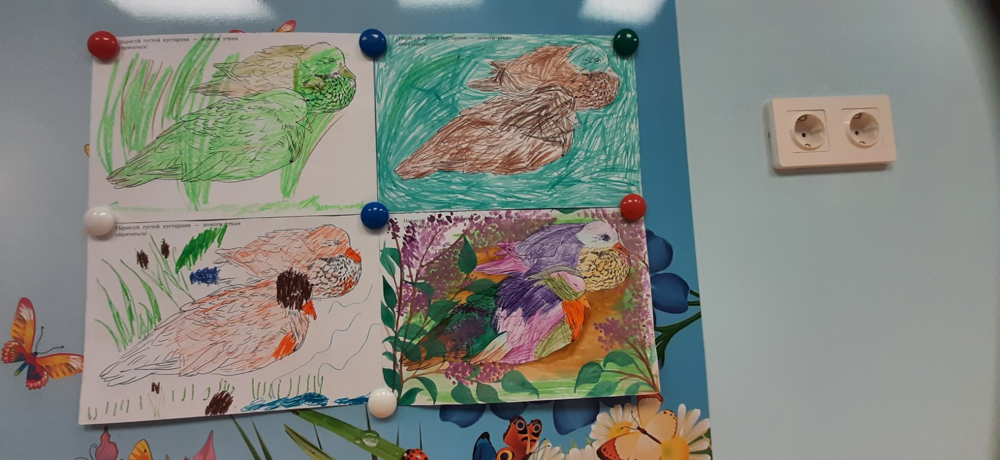 Нарисуй густой кустарник — помоги уткам
спрятаться!
Нарисуй густой кустарник — помоги уткам
спрятаться!
Нарисуй густой кустарник — помоги уткам
спрятаться!
Нарисуй помоги